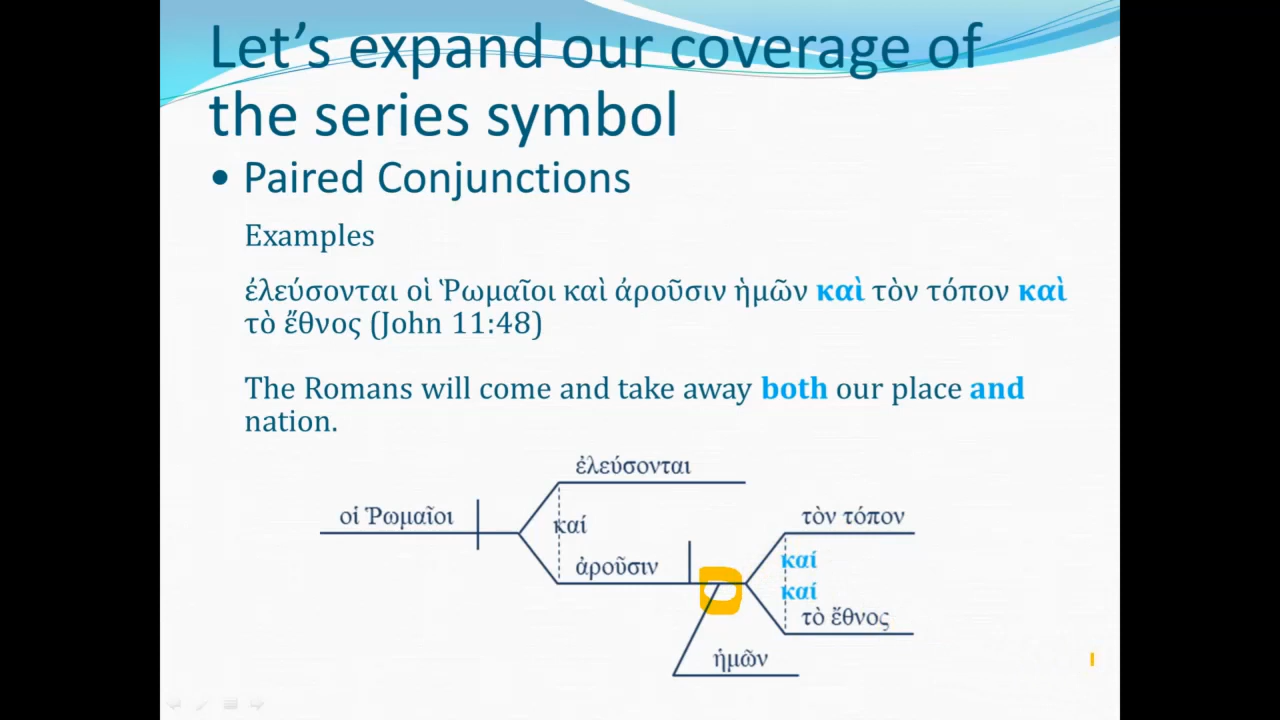 Let's expand our coverage of
the series symbol
• Paired Conjunctions
Examples
ἐλεύσονται οἱ Ῥωμαῖοι καὶ ἀροῦσιν ἡμῶν καὶ τὸν τόπον καὶ
τὸ ἔθνος (John 11:48)
The Romans will come and take away both our place and
nation.
ἐλεύσονται
οἱ Ῥωμαῖοι
καί
ἀροῦσιν
τὸν τόπον
καί
καί
τὸ ἔθνος
ἡμῶν